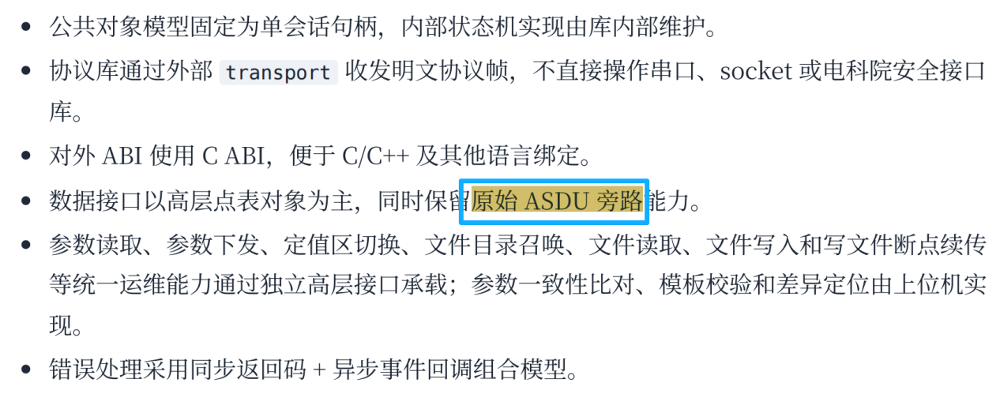 • 公共对象模型固定为单会话句柄，内部状态机实现由库内部维护。
• 协议库通过外部 transport 收发明文协议帧，不直接操作串口、socket 或电科院安全接口
库。
• 对外 ABI 使用 C ABI，便于 C/C++ 及其他语言绑定。
• 数据接口以高层点表对象为主，同时保留原始 ASDU 旁路能力。
• 参数读取、参数下发、定值区切换、文件目录召唤、文件读取、文件写入和写文件断点续传
等统一运维能力通过独立高层接口承载；参数一致性比对、模板校验和差异定位由上位机实
现。
• 错误处理采用同步返回码 + 异步事件回调组合模型。